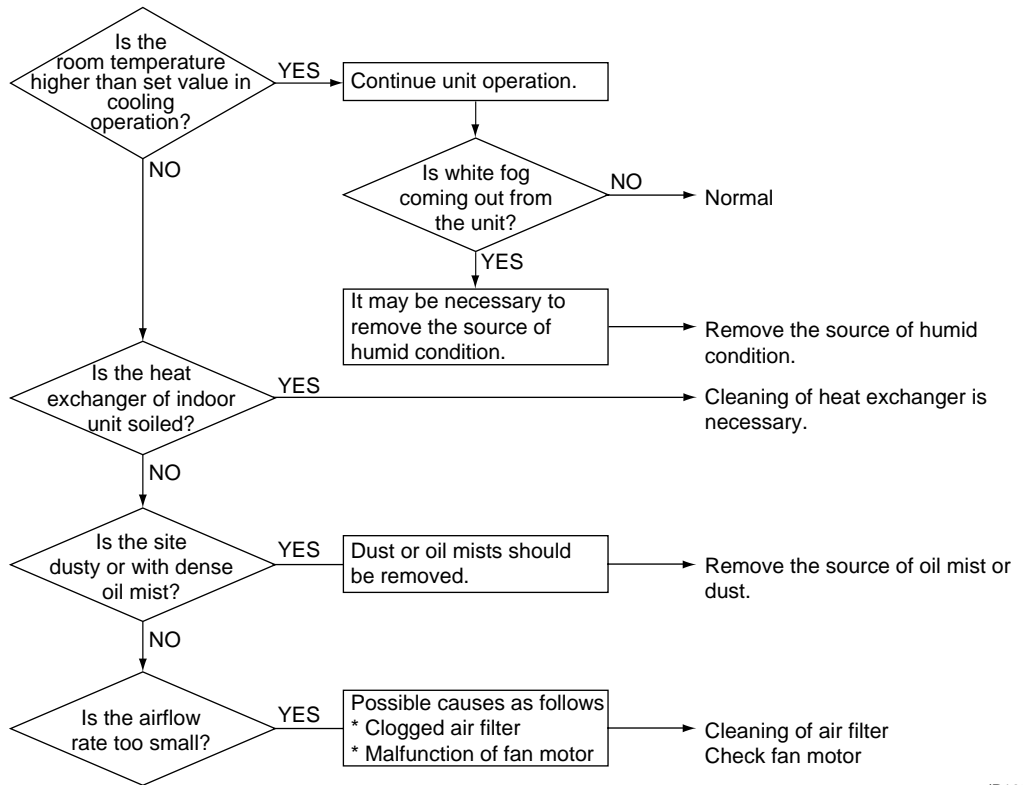 Is the
room temperature
higher than set value in
cooling
operation?
YES
Continue unit operation.
NO
Is white fog
coming out from
the unit?
NO
Normal
YES
It may be necessary to
remove the source of
humid condition.
Remove the source of humid
condition.
Is the heat
exchanger of indoor
unit soiled?
YES
Cleaning of heat exchanger is
necessary.
NO
Is the site
dusty or with dense
oil mist?
YES
Dust or oil mists should
be removed.
Remove the source of oil mist or
dust.
NO
Is the airflow
rate too small?
YES
Possible causes as follows
* Clogged air filter
* Malfunction of fan motor
Cleaning of air filter
Check fan motor